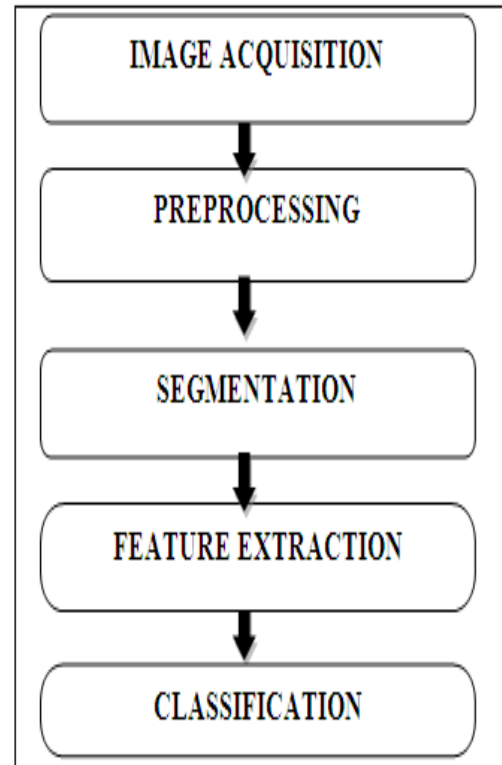 IMAGE ACQUISITION
PREPROCESSING
SEGMENTATION
FEATURE EXTRACTION
CLASSIFICATION